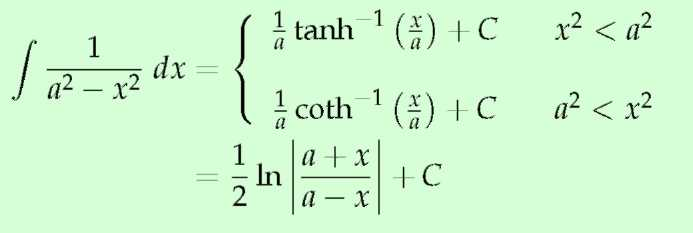 ∫ 1/(a² − x²) dx = { 1/a tanh⁻¹ (x/a) + C    x² < a²
1/a coth⁻¹ (x/a) + C    a² < x²
= 1/2 ln |(a + x)/(a − x)| + C